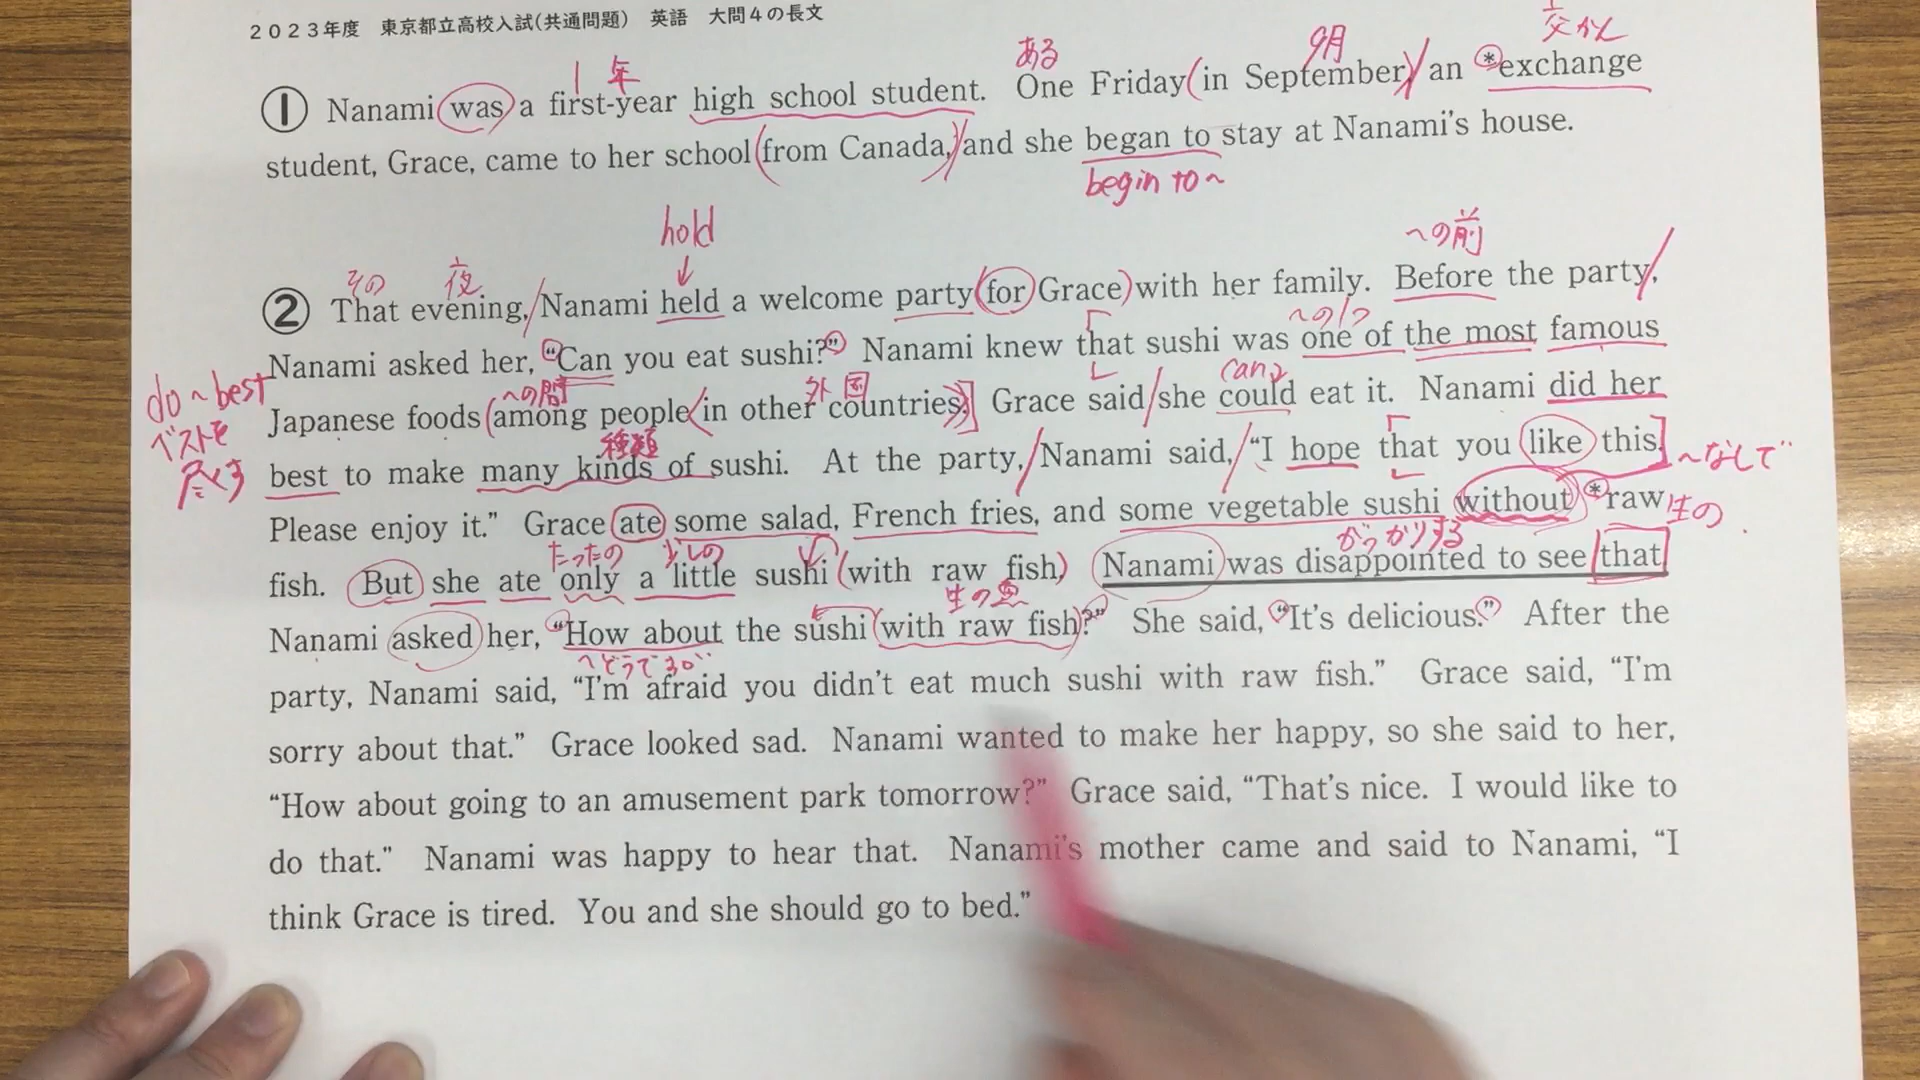 2023年度 東京都立高校入試(共通問題) 英語 大問4の長文
1年 ある 9月 交かん
① Nanami was a first-year high school student. One Friday in September, an *exchange
student, Grace, came to her school from Canada, and she began to stay at Nanami's house.
begin to~
hold ~の前
その 夜
② That evening, Nanami held a welcome party for Grace with her family. Before the party,
~の1つ
Nanami asked her, “Can you eat sushi?” Nanami knew that sushi was one of the most famous
do~best ~の間 外国 can
Japanese foods among people in other countries. Grace said she could eat it. Nanami did her
ベストを 種類
尽くす best to make many kinds of sushi. At the party, Nanami said, “I hope that you like this. ~なしで
Please enjoy it.” Grace ate some salad, French fries, and some vegetable sushi without *raw 生の
たったの 少しの がっかりする
fish. But she ate only a little sushi with raw fish. Nanami was disappointed to see that.
生の魚
Nanami asked her, “How about the sushi with raw fish?” She said, “It's delicious.” After the
~どうですか
party, Nanami said, “I'm afraid you didn't eat much sushi with raw fish.” Grace said, “I'm
sorry about that.” Grace looked sad. Nanami wanted to make her happy, so she said to her,
“How about going to an amusement park tomorrow?” Grace said, “That's nice. I would like to
do that.” Nanami was happy to hear that. Nanami's mother came and said to Nanami, “I
think Grace is tired. You and she should go to bed.”